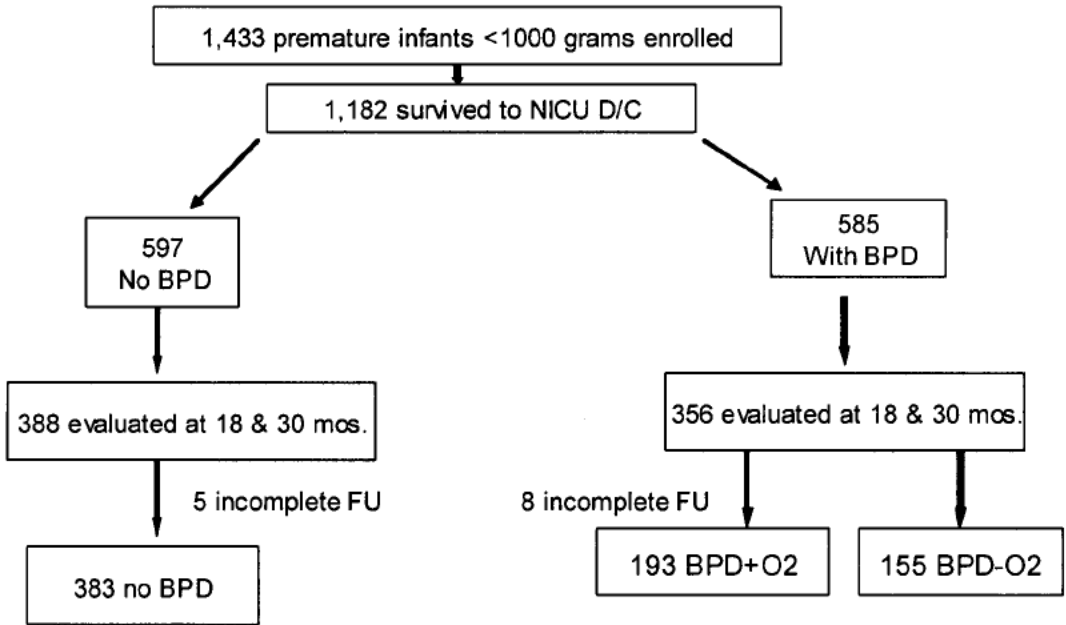 1,433 premature infants <1000 grams enrolled
1,182 survived to NICU D/C
597
No BPD
585
With BPD
388 evaluated at 18 & 30 mos.
356 evaluated at 18 & 30 mos.
5 incomplete FU
8 incomplete FU
383 no BPD
193 BPD+O2
155 BPD-O2